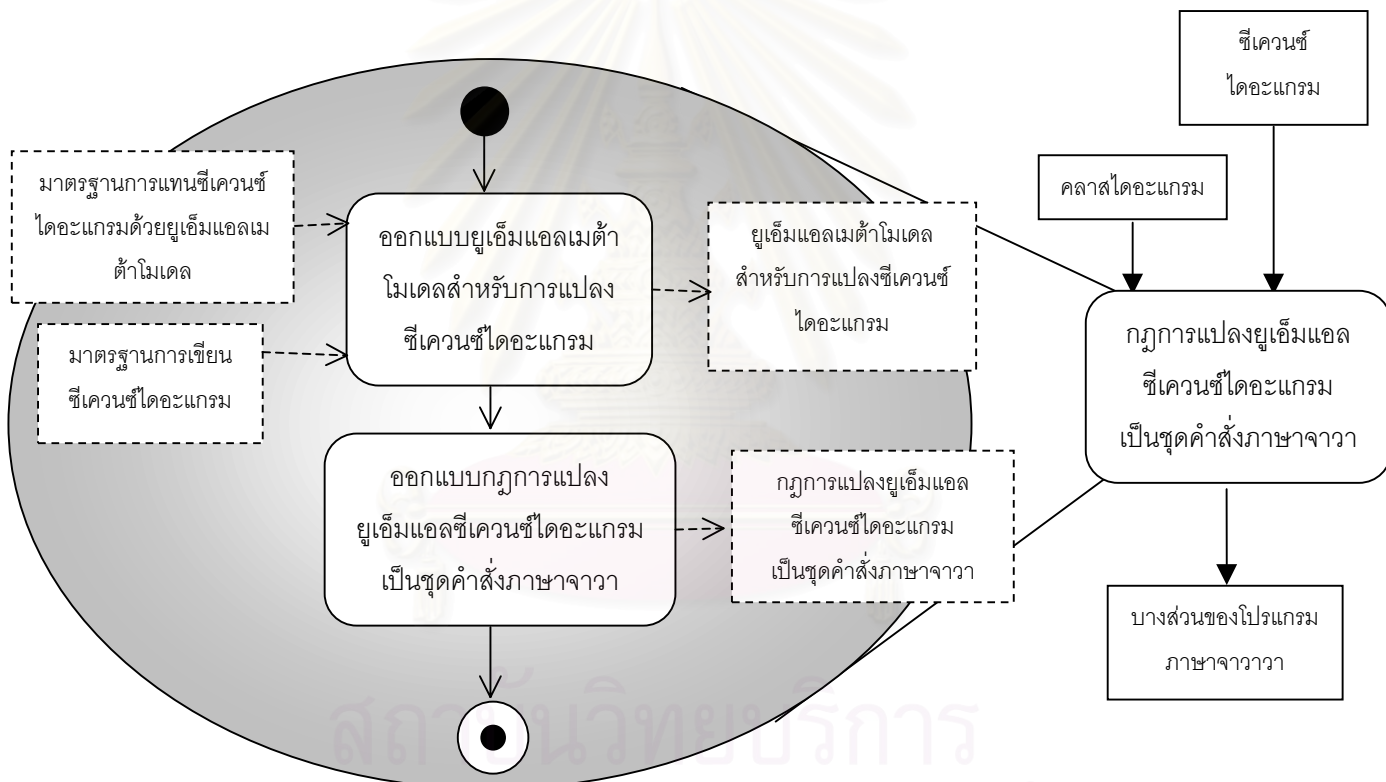 ซีเควนซ์
ไดอะแกรม
คลาสไดอะแกรม
มาตรฐานการแทนซีเควนซ์
ไดอะแกรมด้วยยูเอ็มแอลเม
ต้าโมเดล
ออกแบบยูเอ็มแอลเมต้า
โมเดลสำหรับการแปลง
ซีเควนซ์ไดอะแกรม
ยูเอ็มแอลเมต้าโมเดล
สำหรับการแปลงซีเควนซ์
ไดอะแกรม
มาตรฐานการเขียน
ซีเควนซ์ไดอะแกรม
กฎการแปลงยูเอ็มแอล
ซีเควนซ์ไดอะแกรม
เป็นชุดคำสั่งภาษาจาวา
ออกแบบกฎการแปลง
ยูเอ็มแอลซีเควนซ์ไดอะแกรม
เป็นชุดคำสั่งภาษาจาวา
กฎการแปลงยูเอ็มแอล
ซีเควนซ์ไดอะแกรม
เป็นชุดคำสั่งภาษาจาวา
บางส่วนของโปรแกรม
ภาษาจาวาวา
สถาบันวิทยบริการ